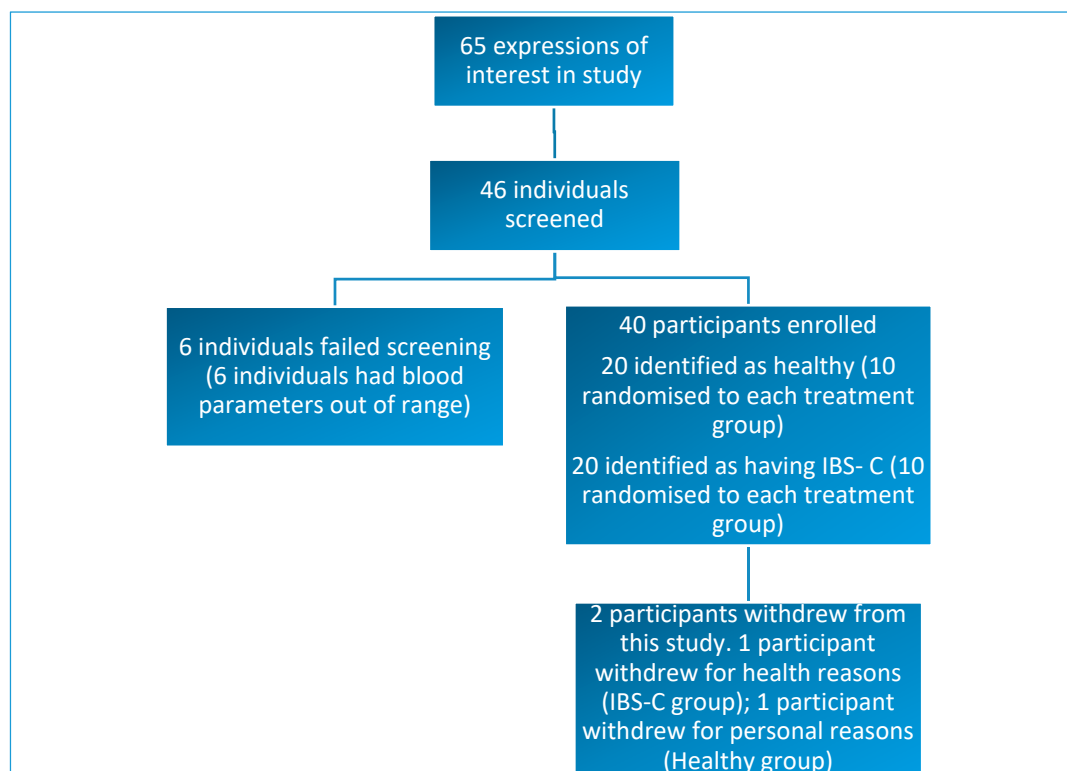 65 expressions of
interest in study
46 individuals
screened
6 individuals failed screening
(6 individuals had blood
parameters out of range)
40 participants enrolled
20 identified as healthy (10
randomised to each treatment
group)
20 identified as having IBS- C (10
randomised to each treatment
group)
2 participants withdrew from
this study. 1 participant
withdrew for health reasons
(IBS-C group); 1 participant
withdrew for personal reasons
(Healthy group)